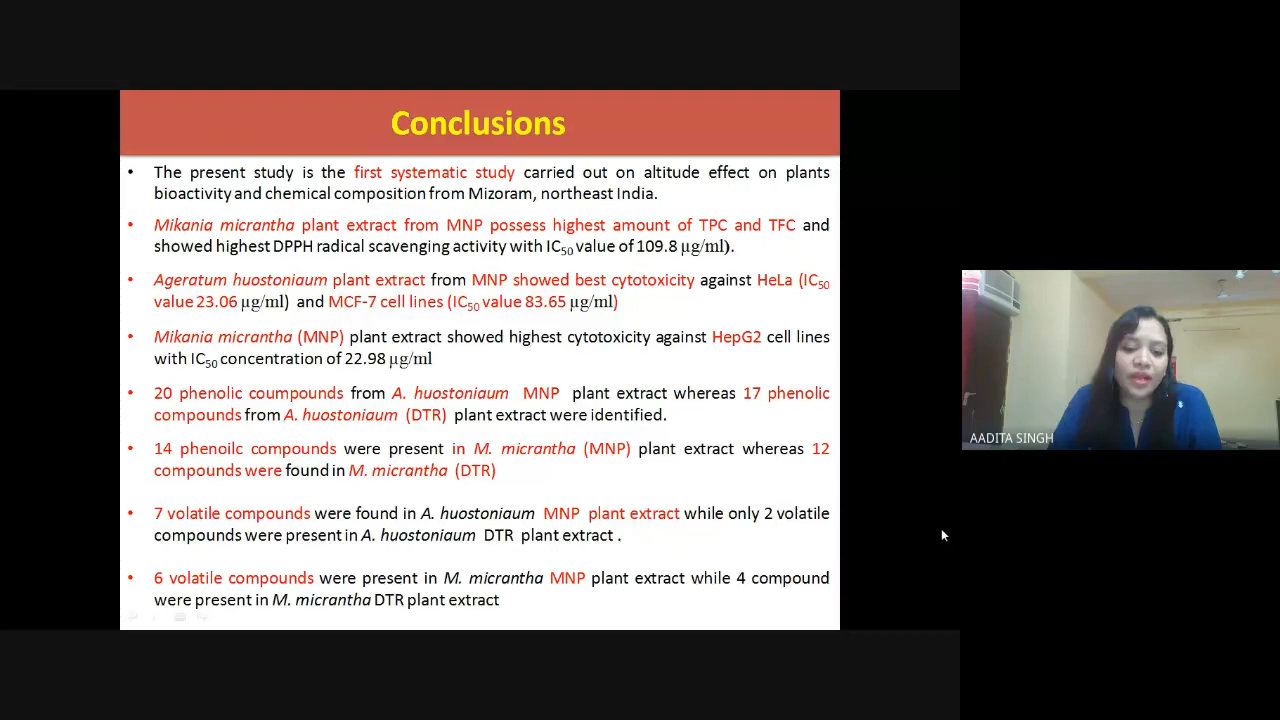 Conclusions
• The present study is the first systematic study carried out on altitude effect on plants
bioactivity and chemical composition from Mizoram, northeast India.
• Mikania micrantha plant extract from MNP possess highest amount of TPC and TFC and
showed highest DPPH radical scavenging activity with IC50 value of 109.8 µg/ml).
• Ageratum huostoniaum plant extract from MNP showed best cytotoxicity against HeLa (IC50
value 23.06 µg/ml) and MCF-7 cell lines (IC50 value 83.65 µg/ml)
• Mikania micrantha (MNP) plant extract showed highest cytotoxicity against HepG2 cell lines
with IC50 concentration of 22.98 µg/ml
• 20 phenolic coumpounds from A. huostoniaum MNP plant extract whereas 17 phenolic
compounds from A. huostoniaum (DTR) plant extract were identified.
• 14 phenoilc compounds were present in M. micrantha (MNP) plant extract whereas 12
compounds were found in M. micrantha (DTR)
• 7 volatile compounds were found in A. huostoniaum MNP plant extract while only 2 volatile
compounds were present in A. huostoniaum DTR plant extract .
• 6 volatile compounds were present in M. micrantha MNP plant extract while 4 compound
were present in M. micrantha DTR plant extract
AADITA SINGH